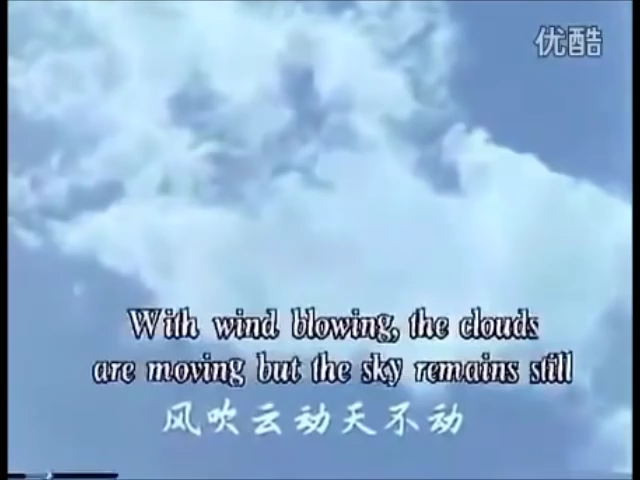 优酷
With wind blowing, the clouds
are moving but the sky remains still
风吹云动天不动